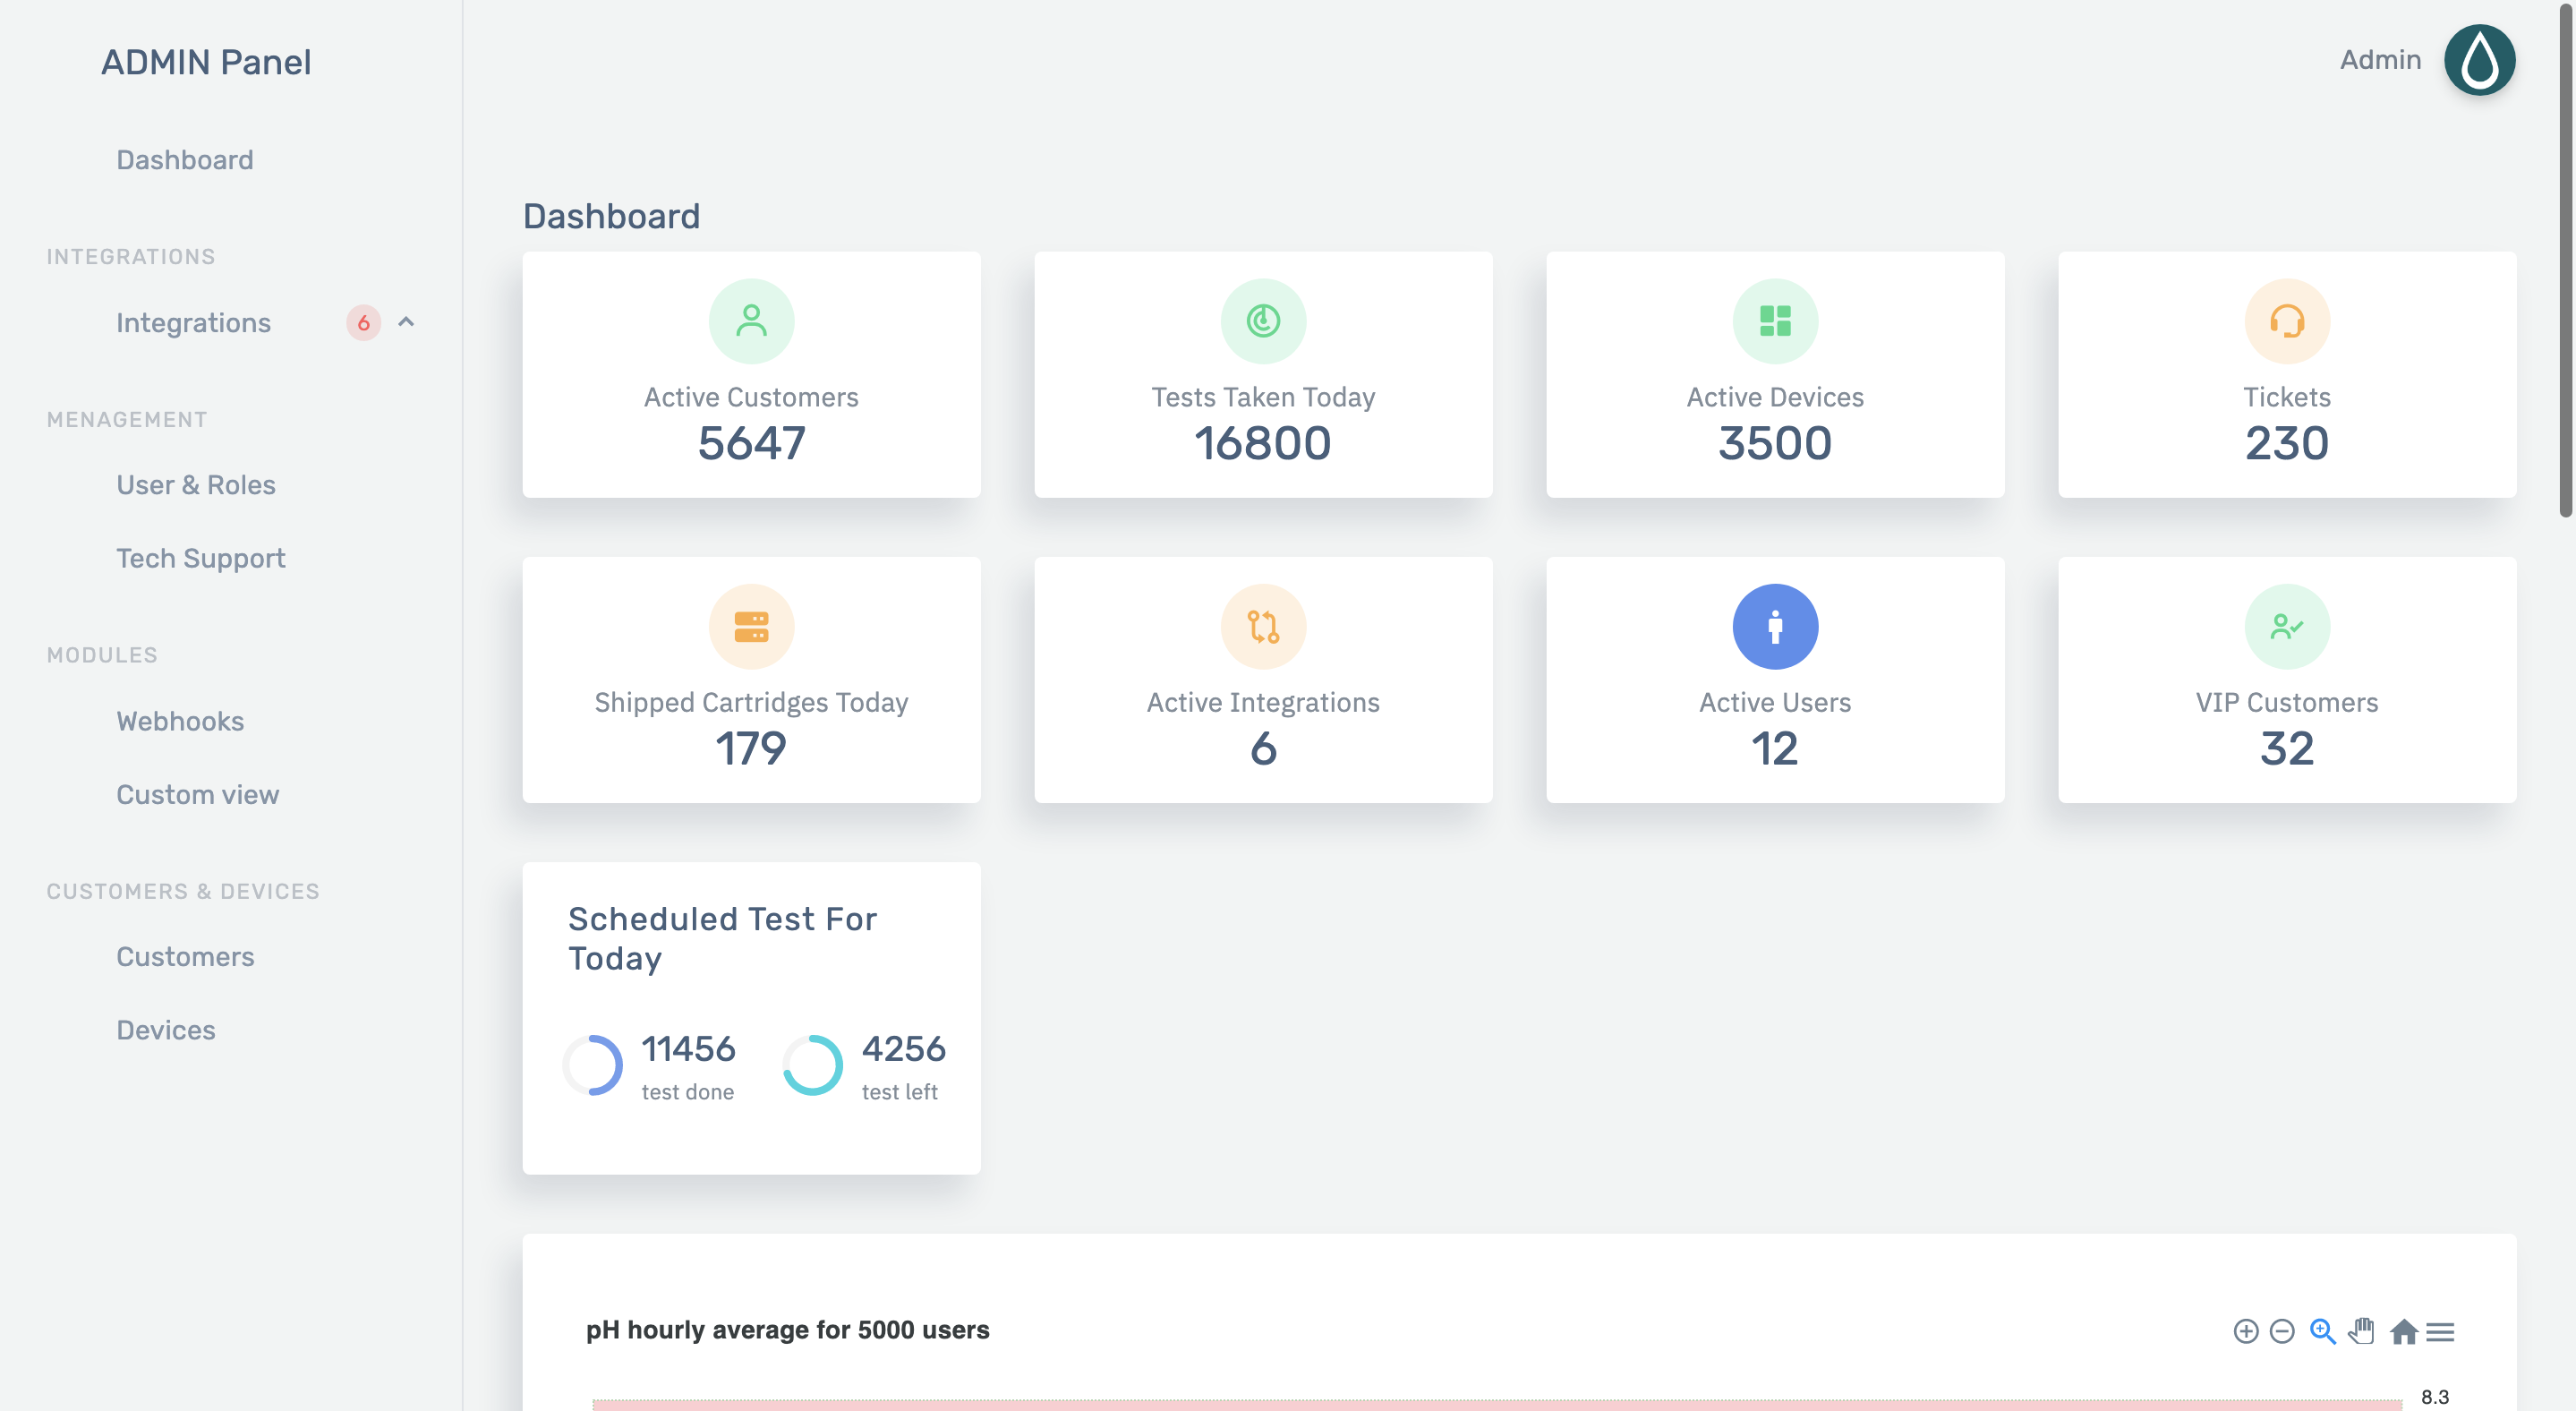 ADMIN Panel
Admin
Dashboard
INTEGRATIONS
Integrations 6
MENAGEMENT
User & Roles
Tech Support
MODULES
Webhooks
Custom view
CUSTOMERS & DEVICES
Customers
Devices
Dashboard
Active Customers
5647
Tests Taken Today
16800
Active Devices
3500
Tickets
230
Shipped Cartridges Today
179
Active Integrations
6
Active Users
12
VIP Customers
32
Scheduled Test For
Today
11456
test done
4256
test left
pH hourly average for 5000 users
8.3